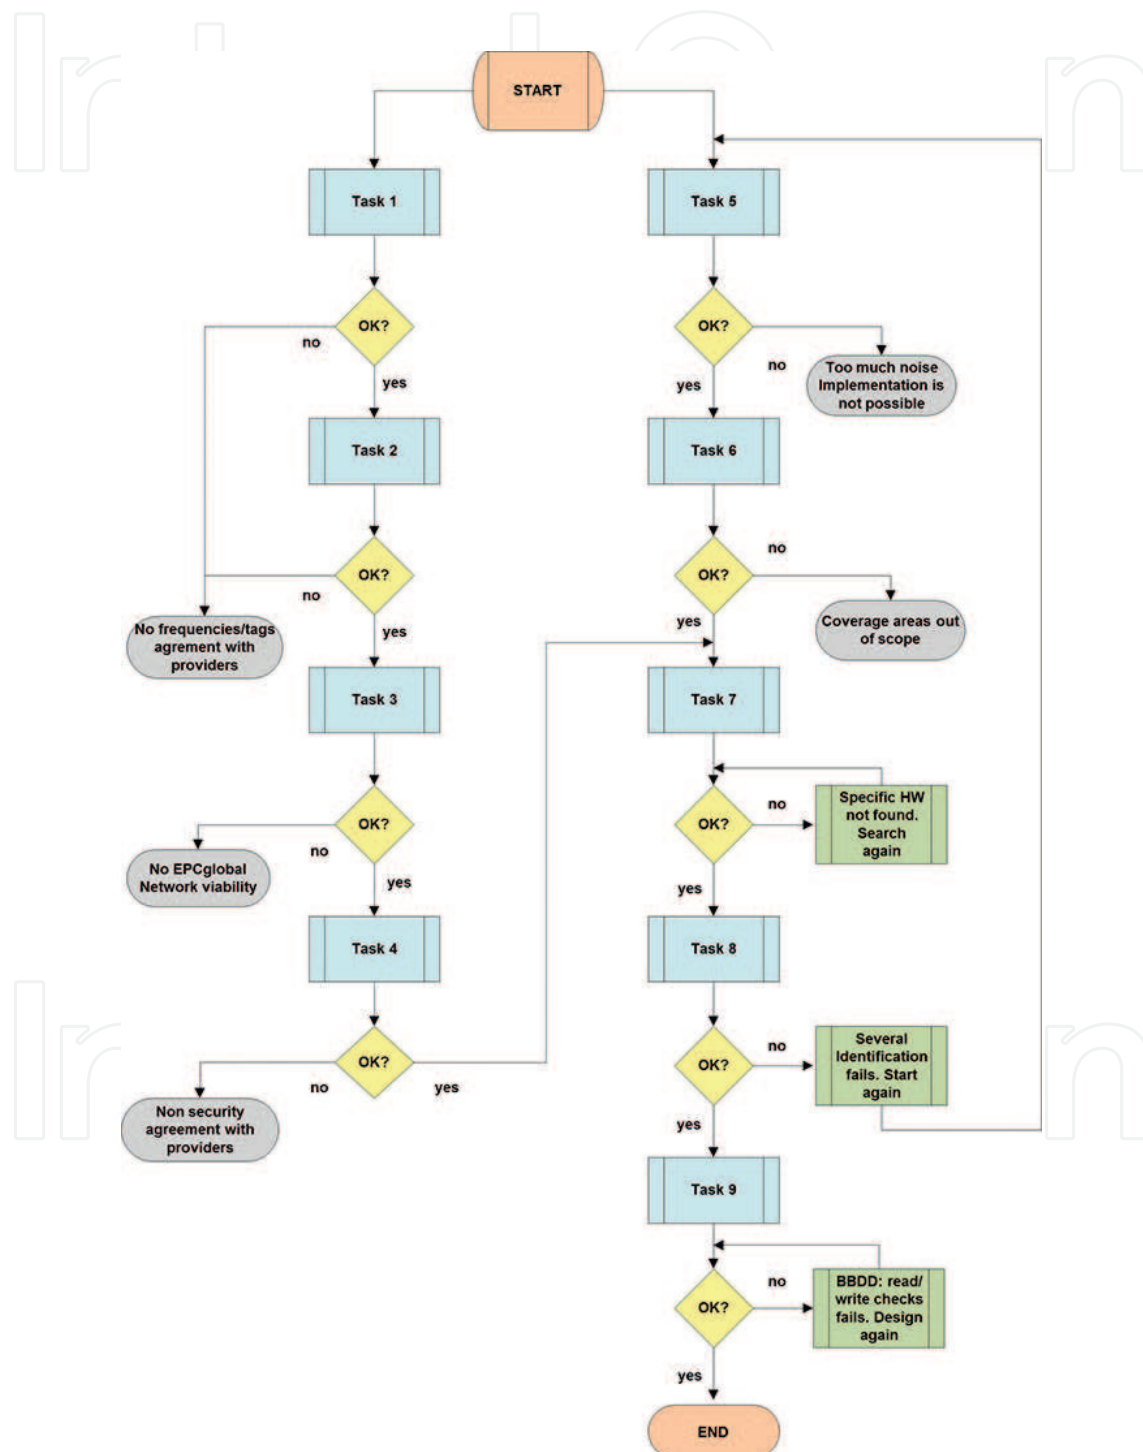 START
Task 1
Task 5
OK?
no
yes
OK?
no
yes
Too much noise
Implementation is
not possible
Task 2
Task 6
OK?
no
yes
OK?
no
yes
No frequencies/tags
agrement with
providers
Coverage areas out
of scope
Task 3
Task 7
OK?
no
yes
OK?
no
yes
Specific HW
not found.
Search
again
No EPCglobal
Network viability
Task 4
Task 8
OK?
no
yes
OK?
no
yes
Several
Identification
fails. Start
again
Non security
agreement with
providers
Task 9
OK?
no
yes
BBDD: read/
write checks
fails. Design
again
END